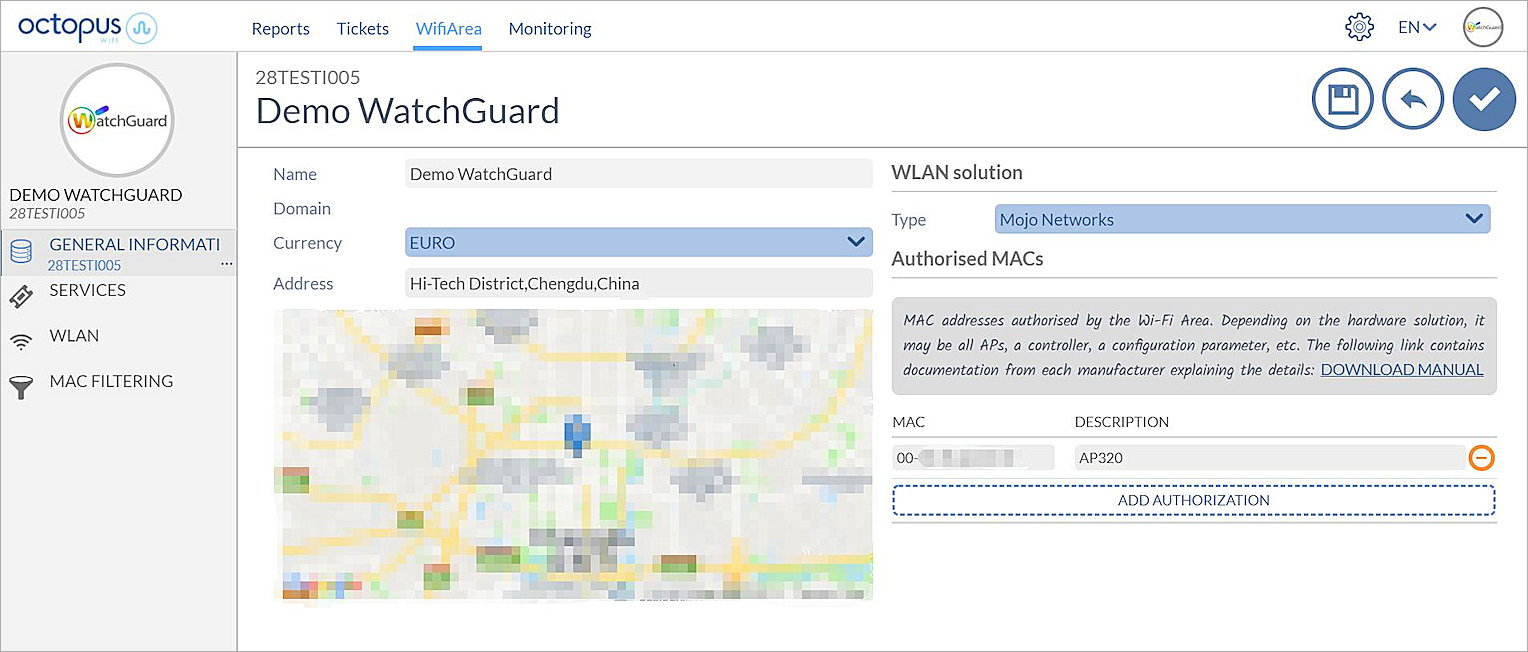 octopus
WIFI
Reports
Tickets
WifiArea
Monitoring
EN
WatchGuard
WatchGuard
DEMO WATCHGUARD
28TESTI005
GENERAL INFORMATI
28TESTI005
...
SERVICES
WLAN
MAC FILTERING
28TESTI005
Demo WatchGuard
Name
Demo WatchGuard
Domain
Currency
EURO
Address
Hi-Tech District,Chengdu,China
WLAN solution
Type
Mojo Networks
Authorised MACs
MAC addresses authorised by the Wi-Fi Area. Depending on the hardware solution, it
may be all APs, a controller, a configuration parameter, etc. The following link contains
documentation from each manufacturer explaining the details: DOWNLOAD MANUAL
MAC
DESCRIPTION
00-
AP320
ADD AUTHORIZATION